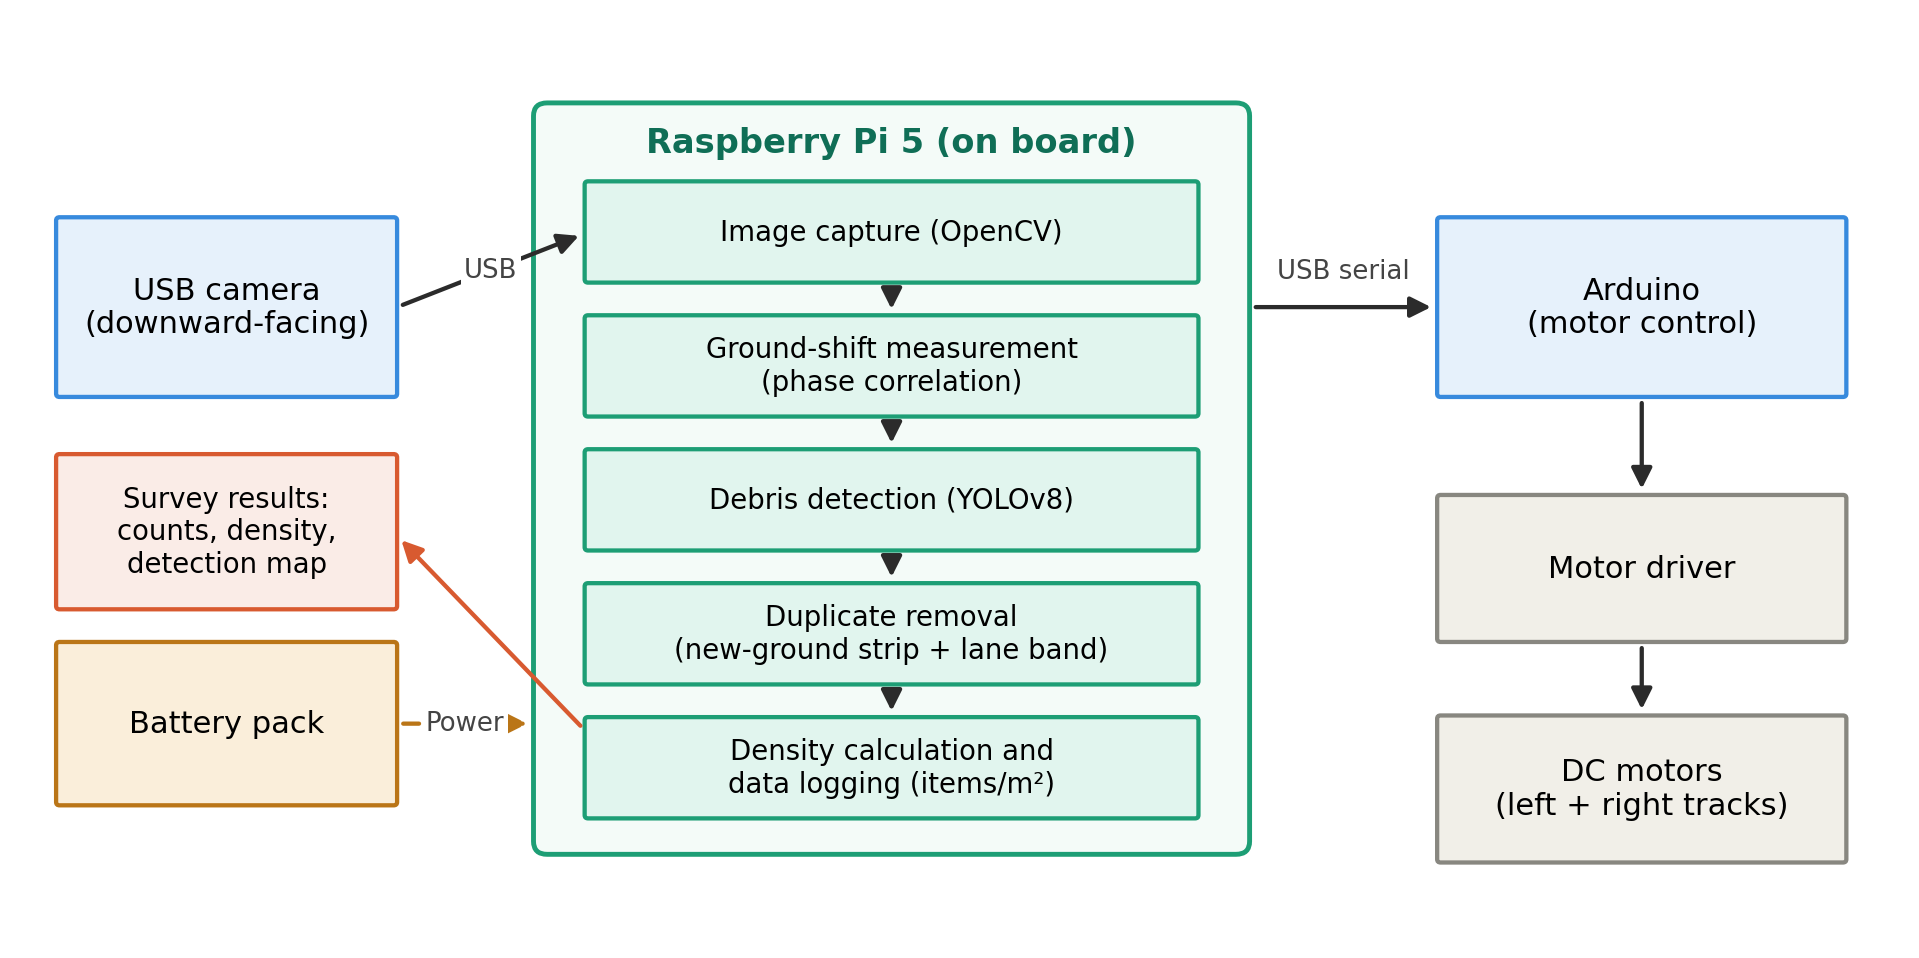 Raspberry Pi 5 (on board)
Image capture (OpenCV)
Ground-shift measurement
(phase correlation)
Debris detection (YOLOv8)
Duplicate removal
(new-ground strip + lane band)
Density calculation and
data logging (items/m²)
USB camera
(downward-facing)
USB
Survey results:
counts, density,
detection map
Battery pack
Power
USB serial
Arduino
(motor control)
Motor driver
DC motors
(left + right tracks)